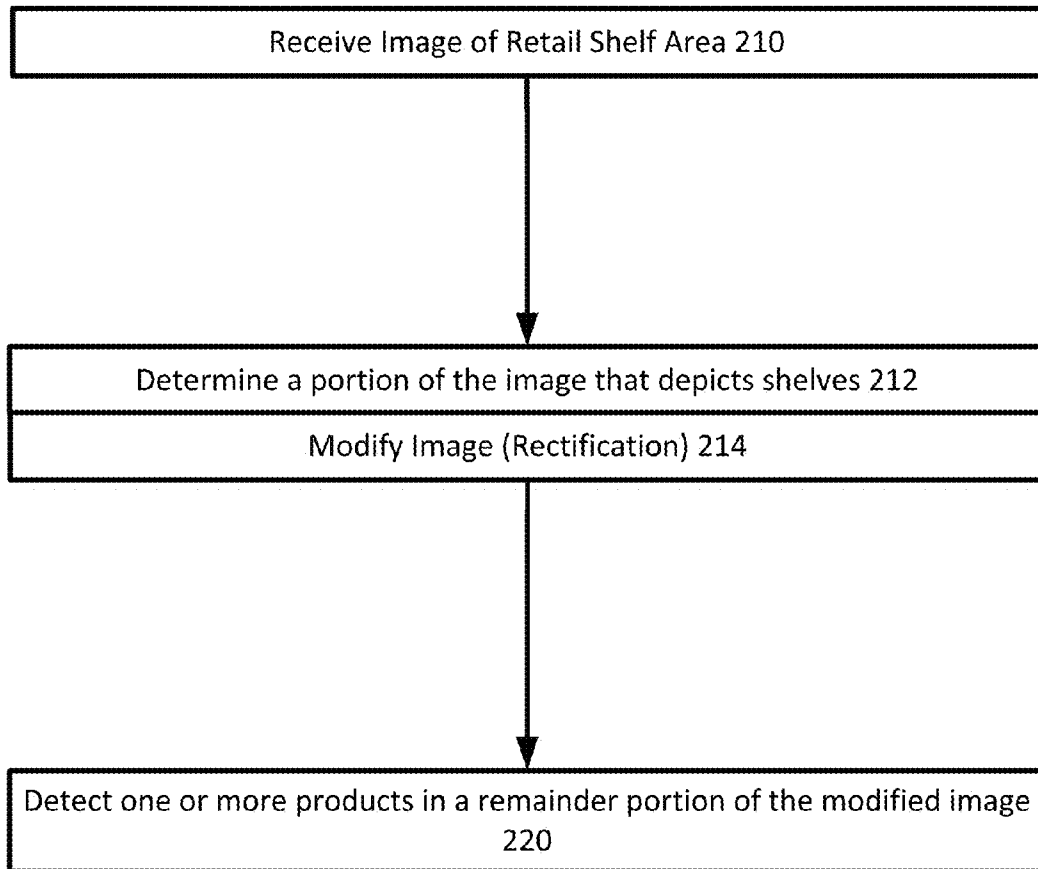 Receive Image of Retail Shelf Area 210
Determine a portion of the image that depicts shelves 212
Modify Image (Rectification) 214
Detect one or more products in a remainder portion of the modified image
220